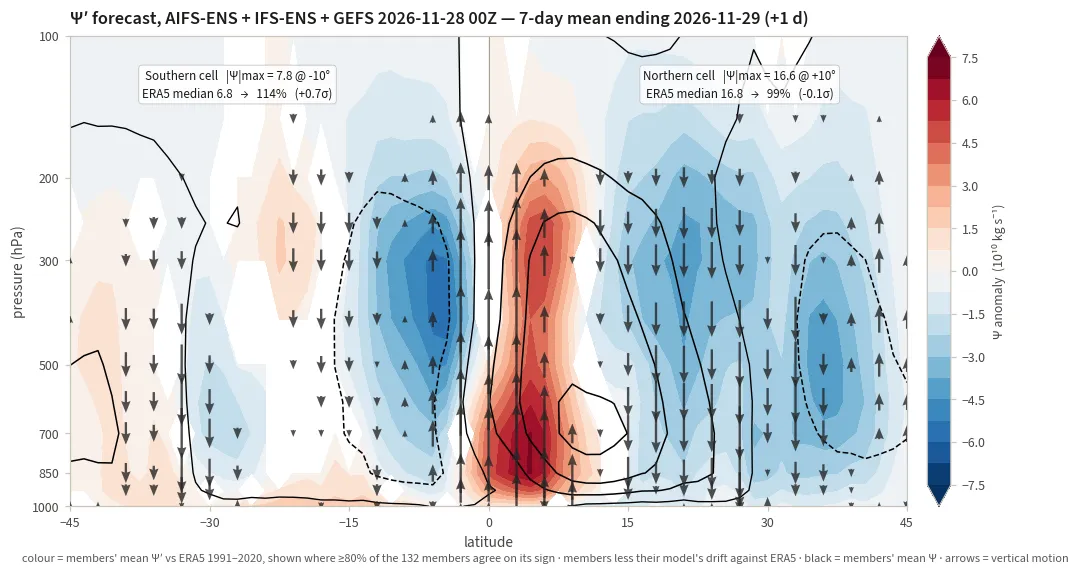 Ψ′ forecast, AIFS-ENS + IFS-ENS + GEFS 2026-11-28 00Z — 7-day mean ending 2026-11-29 (+1 d)
Southern cell |Ψ|max = 7.8 @ -10°
ERA5 median 6.8 → 114% (+0.7σ)
Northern cell |Ψ|max = 16.6 @ +10°
ERA5 median 16.8 → 99% (-0.1σ)
pressure (hPa)
100
200
300
400
500
700
850
1000
−45
−30
−15
0
15
30
45
latitude
7.5
6.0
4.5
3.0
1.5
0.0
−1.5
−3.0
−4.5
−6.0
−7.5
Ψ anomaly (10¹⁰ kg s⁻¹)
colour = members' mean Ψ′ vs ERA5 1991–2020, shown where ≥80% of the 132 members agree on its sign · members less their model's drift against ERA5 · black = members' mean Ψ · arrows = vertical motion